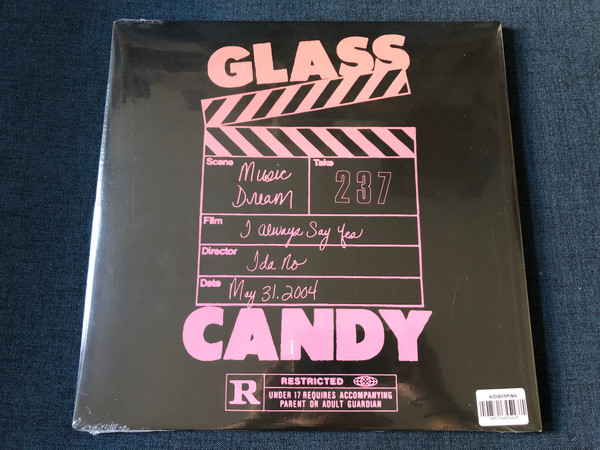 GLASS
Scene
Music
Dream
Take
237
Film
I always Say Yes
Director
Ida No
Date
May 31. 2004
CANDY
R
RESTRICTED
UNDER 17 REQUIRES ACCOMPANYING
PARENT OR ADULT GUARDIAN